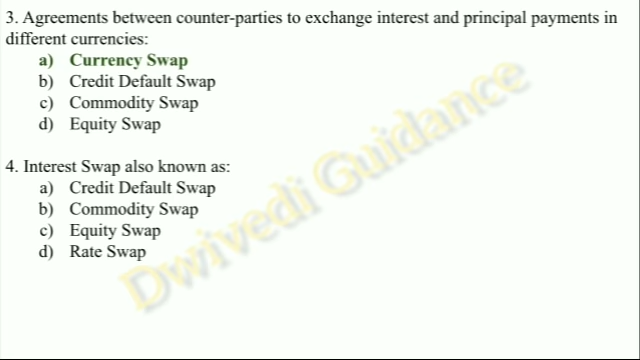 3. Agreements between counter-parties to exchange interest and principal payments in
different currencies:
a) Currency Swap
b) Credit Default Swap
c) Commodity Swap
d) Equity Swap
4. Interest Swap also known as:
a) Credit Default Swap
b) Commodity Swap
c) Equity Swap
d) Rate Swap
Dwivedi Guidance